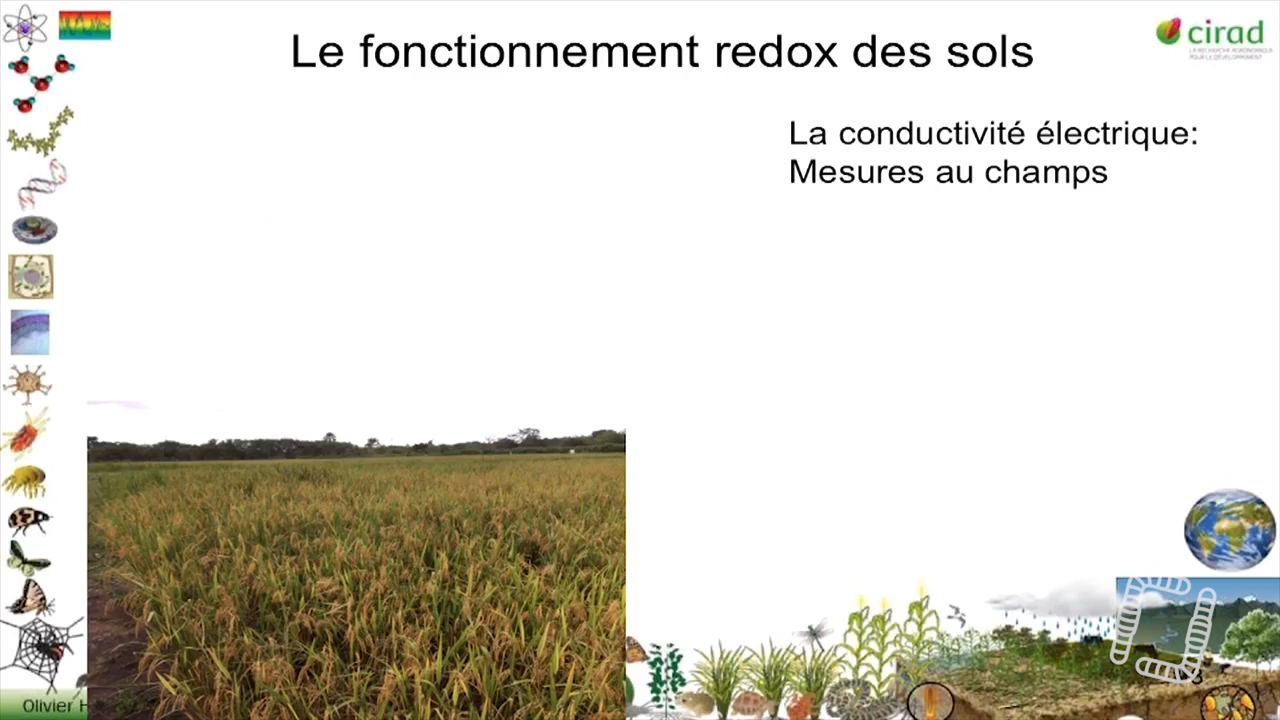 Le fonctionnement redox des sols
cirad
LA RECHERCHE AGRONOMIQUE
POUR LE DÉVELOPPEMENT
La conductivité électrique:
Mesures au champs
Olivier